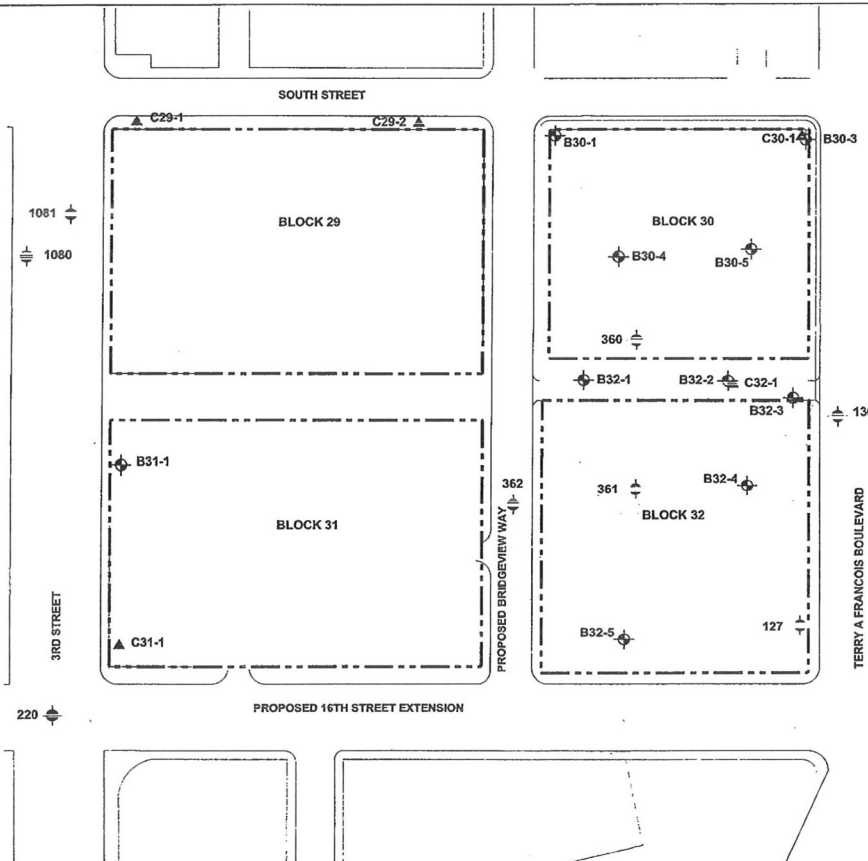 SOUTH STREET
C29-1
C29-2
B30-1
C30-1
B30-3
1081
BLOCK 29
BLOCK 30
1080
B30-4
B30-5
360
B32-1
B32-2
C32-1
B32-3
B31-1
362
361
B32-4
BLOCK 31
BLOCK 32
3RD STREET
PROPOSED BRIDGEVIEW WAY
TERRY A FRANCOIS BOULEVARD
C31-1
B32-5
127
220
PROPOSED 16TH STREET EXTENSION